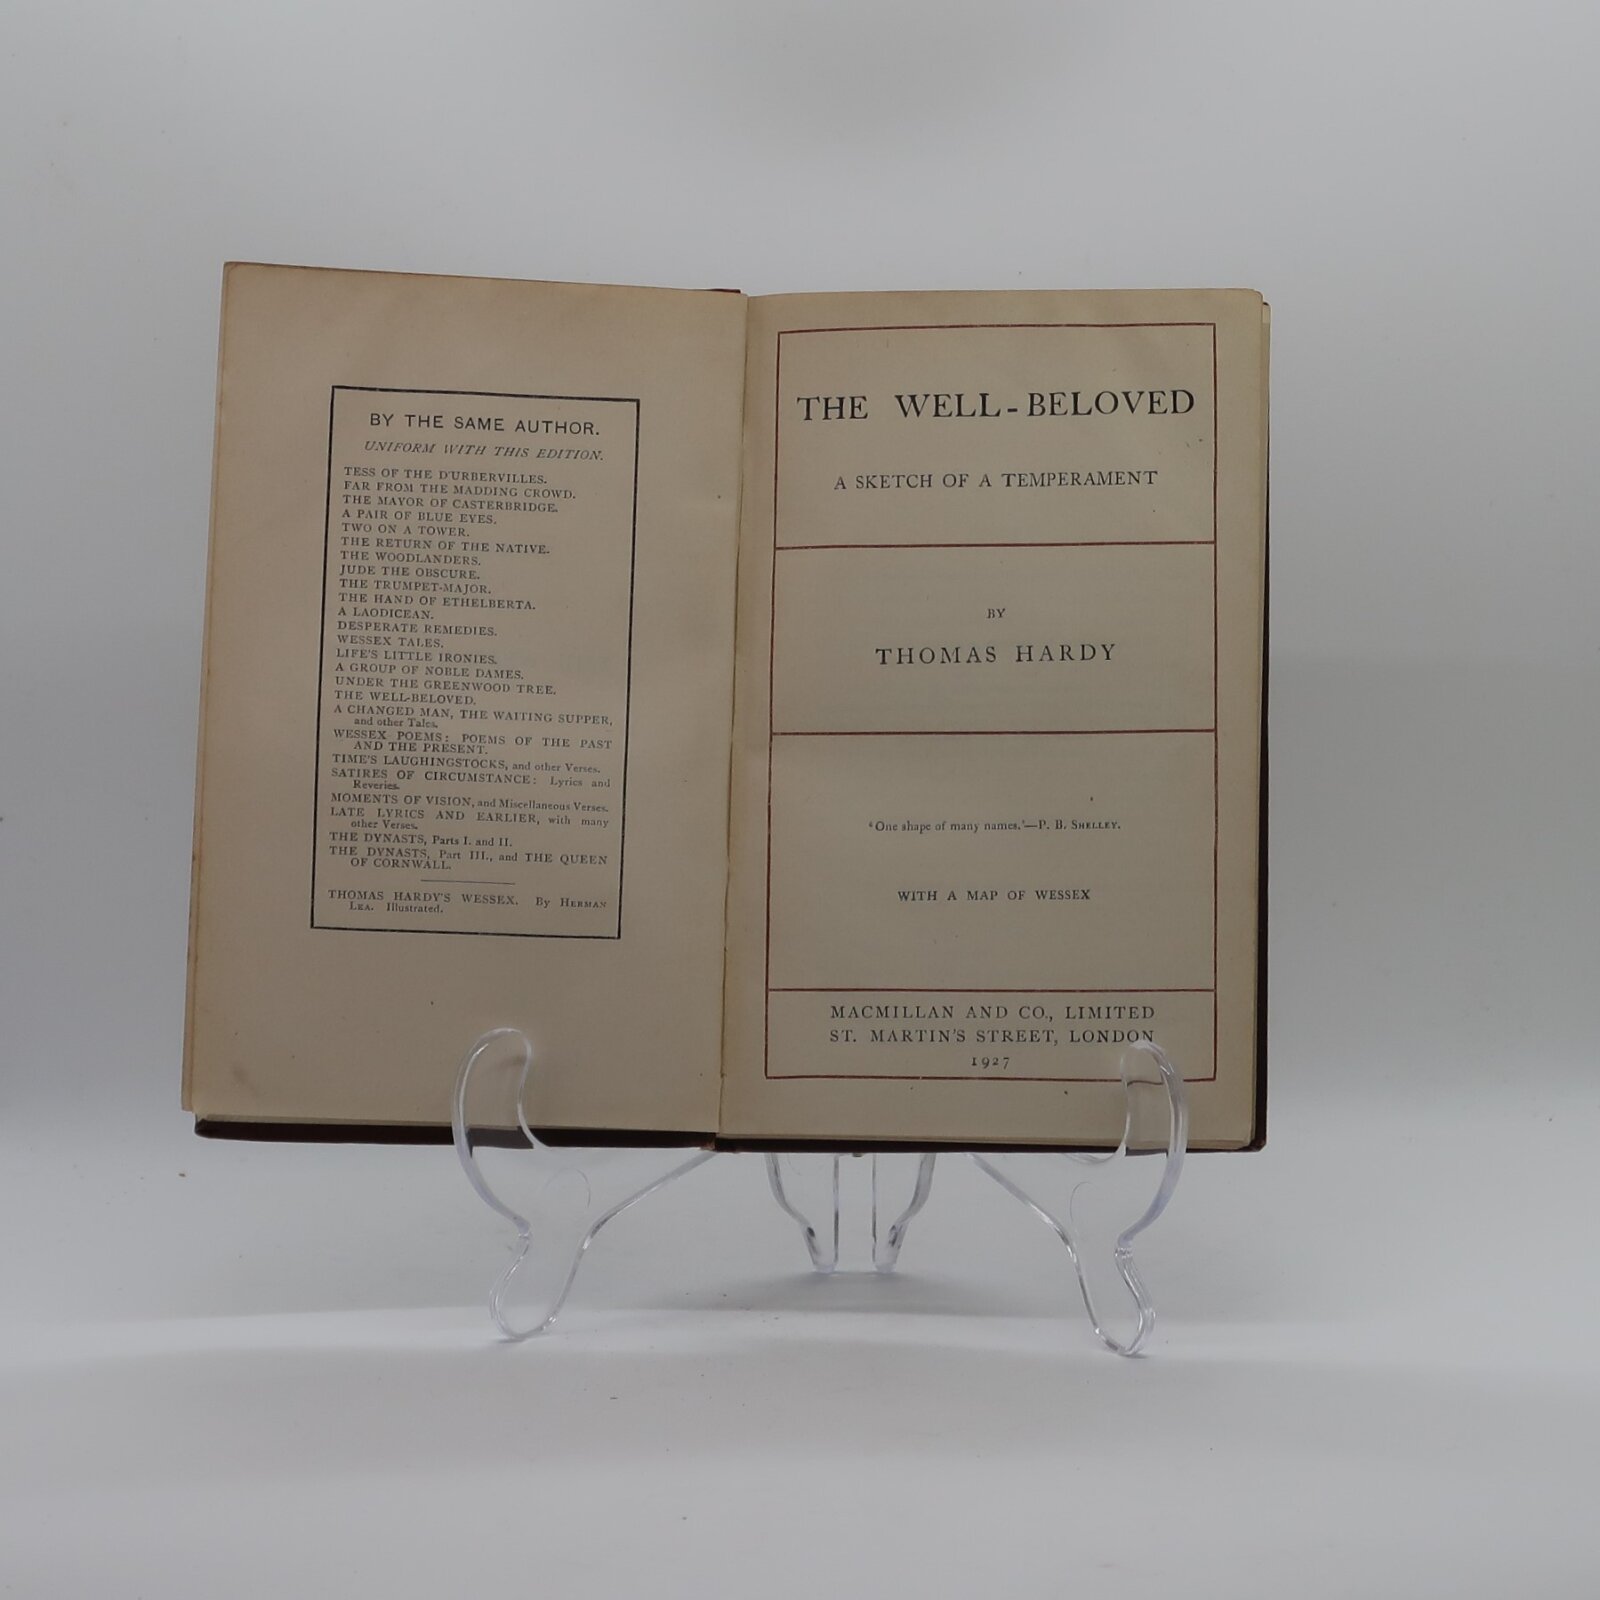 BY THE SAME AUTHOR.
UNIFORM WITH THIS EDITION.
TESS OF THE D'URBERVILLES.
FAR FROM THE MADDING CROWD.
THE MAYOR OF CASTERBRIDGE.
A PAIR OF BLUE EYES.
TWO ON A TOWER.
THE RETURN OF THE NATIVE.
THE WOODLANDERS.
JUDE THE OBSCURE.
THE TRUMPET-MAJOR.
THE HAND OF ETHELBERTA.
A LAODICEAN.
DESPERATE REMEDIES.
WESSEX TALES.
LIFE'S LITTLE IRONIES.
A GROUP OF NOBLE DAMES.
UNDER THE GREENWOOD TREE.
THE WELL-BELOVED.
A CHANGED MAN, THE WAITING SUPPER,
and other Tales.
WESSEX POEMS: POEMS OF THE PAST
AND THE PRESENT.
TIME'S LAUGHINGSTOCKS, and other Verses.
SATIRES OF CIRCUMSTANCE: Lyrics and
Reveries.
MOMENTS OF VISION, and Miscellaneous Verses.
LATE LYRICS AND EARLIER, with many
other Verses.
THE DYNASTS, Parts I. and II.
THE DYNASTS, Part III., and THE QUEEN
OF CORNWALL.
THOMAS HARDY'S WESSEX. By HERMAN
LEA. Illustrated.
THE WELL-BELOVED
A SKETCH OF A TEMPERAMENT
BY
THOMAS HARDY
'One shape of many names.'—P. B. SHELLEY.
WITH A MAP OF WESSEX
MACMILLAN AND CO., LIMITED
ST. MARTIN'S STREET, LONDON
1927